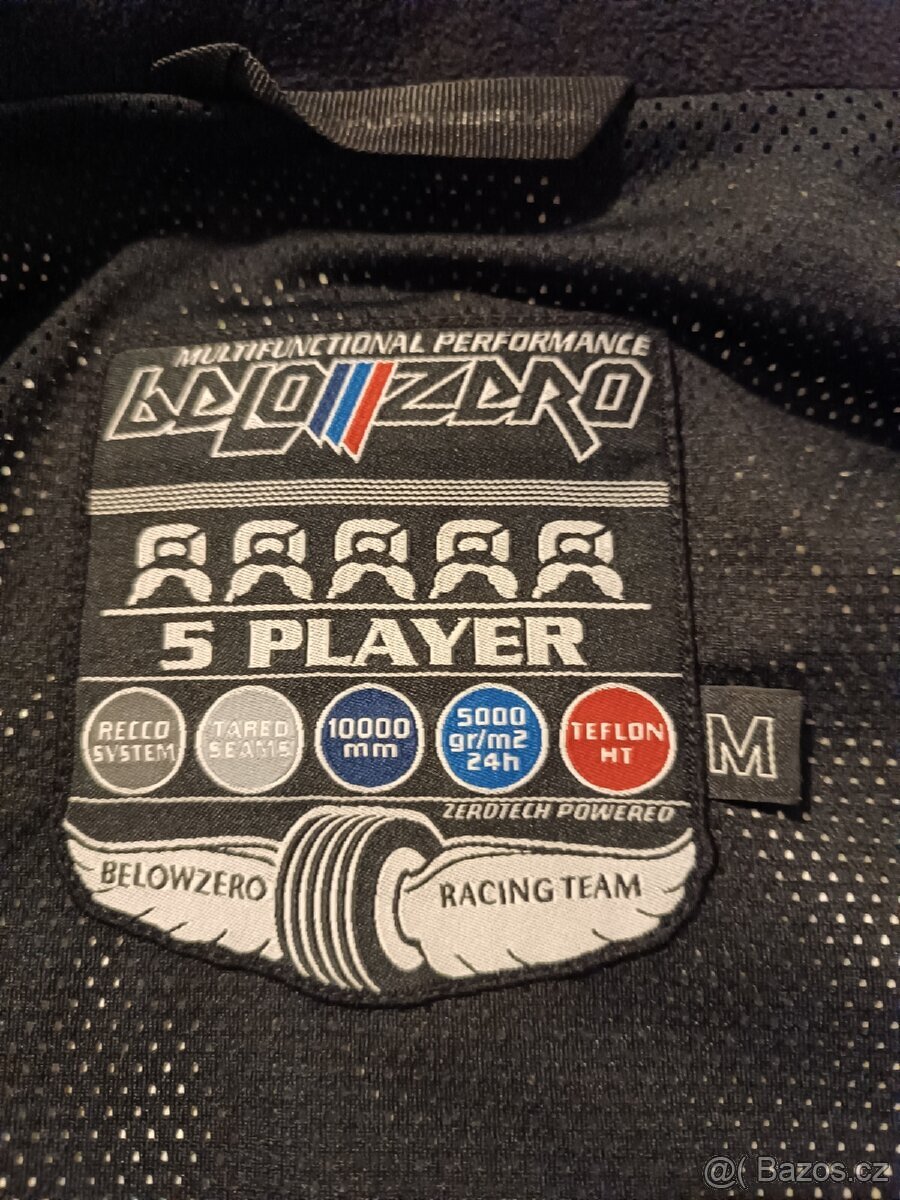 MULTIFUNCTIONAL PERFORMANCE
BELOWZERO
5 PLAYER
RECCO
SYSTEM
TAPED
SEAMS
10000
mm
5000
gr/m2
24h
TEFLON
HT
M
ZEROTECH POWERED
BELOWZERO
RACING TEAM
@( Bazos.cz